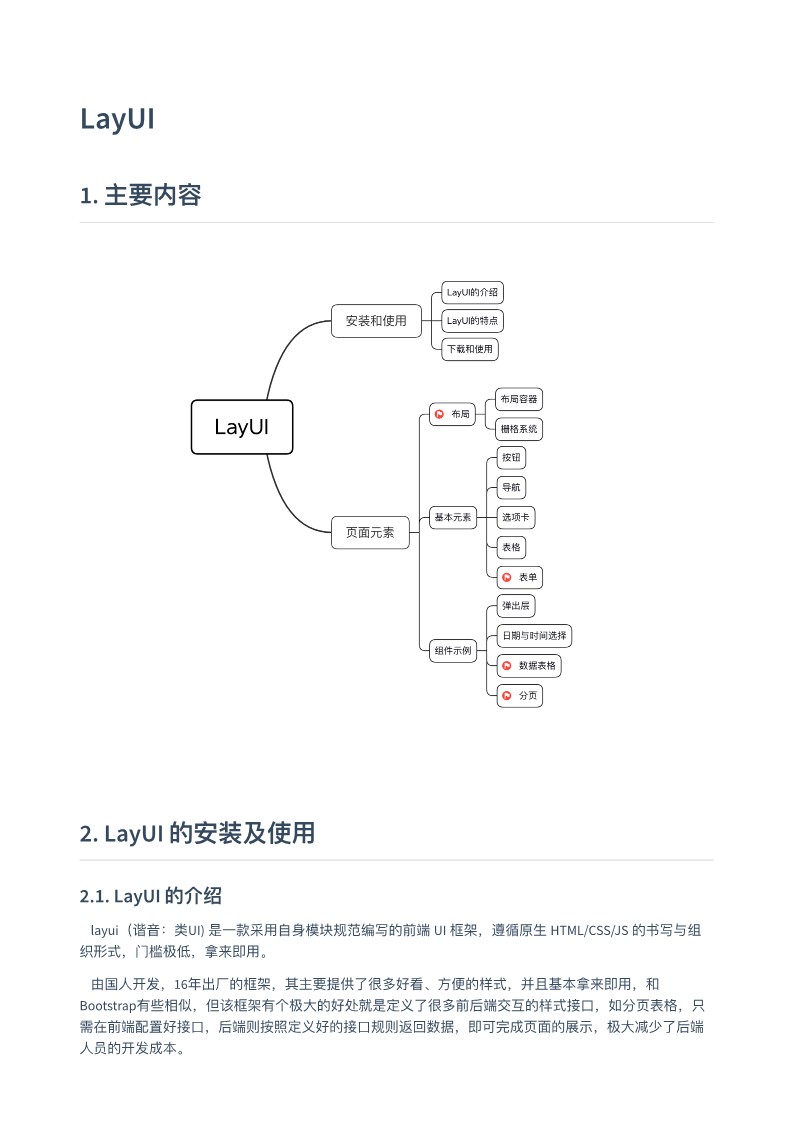 LayUI
1. 主要内容
LayUI
安装和使用
LayUI的介绍
LayUI的特点
下载和使用
页面元素
布局
布局容器
栅格系统
基本元素
按钮
导航
选项卡
表格
表单
组件示例
弹出层
日期与时间选择
数据表格
分页
2. LayUI 的安装及使用
2.1. LayUI 的介绍
layui（谐音：类UI) 是一款采用自身模块规范编写的前端 UI 框架，遵循原生 HTML/CSS/JS 的书写与组
织形式，门槛极低，拿来即用。
由国人开发，16年出厂的框架，其主要提供了很多好看、方便的样式，并且基本拿来即用，和
Bootstrap有些相似，但该框架有个极大的好处就是定义了很多前后端交互的样式接口，如分页表格，只
需在前端配置好接口，后端则按照定义好的接口规则返回数据，即可完成页面的展示，极大减少了后端
人员的开发成本。